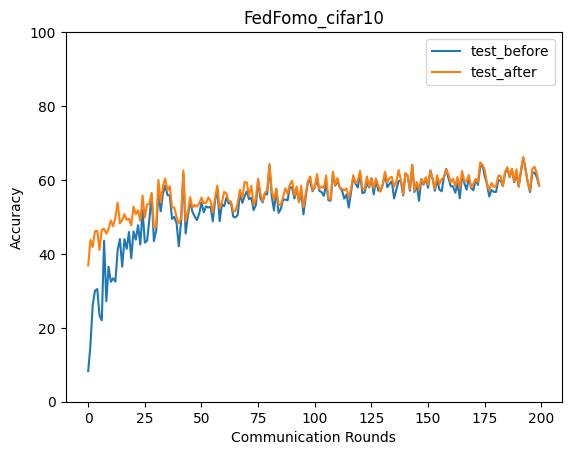 FedFomo_cifar10
100
80
60
40
20
0
Accuracy
test_before
test_after
0 25 50 75 100 125 150 175 200
Communication Rounds